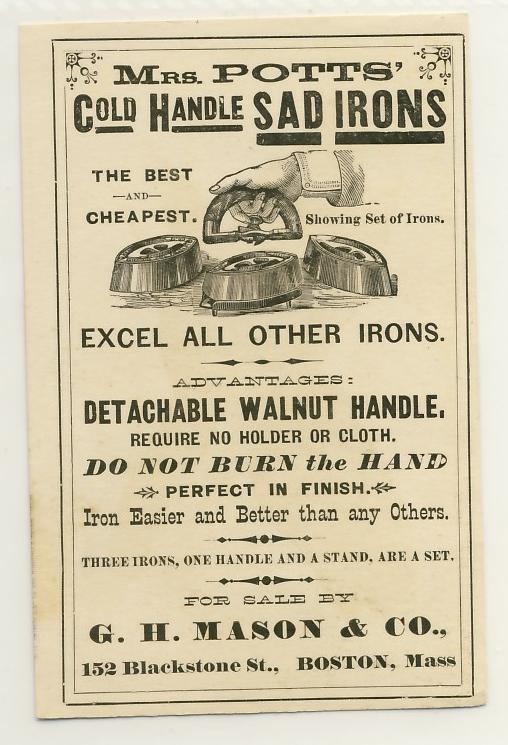 Mrs. POTTS'
COLD HANDLE SAD IRONS
THE BEST
—AND—
CHEAPEST.
Showing Set of Irons.
EXCEL ALL OTHER IRONS.
ADVANTAGES:
DETACHABLE WALNUT HANDLE.
REQUIRE NO HOLDER OR CLOTH.
DO NOT BURN the HAND
PERFECT IN FINISH.
Iron Easier and Better than any Others.
THREE IRONS, ONE HANDLE AND A STAND, ARE A SET.
FOR SALE BY
G. H. MASON & CO.,
152 Blackstone St., BOSTON, Mass